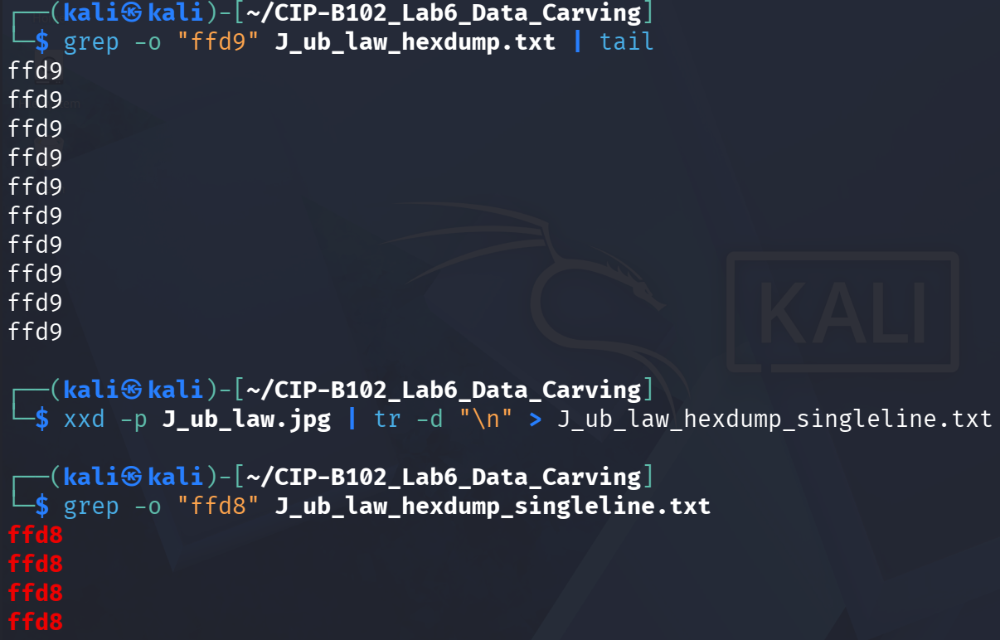 ┌──(kali㉿kali)-[~/CIP-B102_Lab6_Data_Carving]
└─$ grep -o "ffd9" J_ub_law_hexdump.txt | tail
ffd9
ffd9
ffd9
ffd9
ffd9
ffd9
ffd9
ffd9
ffd9
ffd9
┌──(kali㉿kali)-[~/CIP-B102_Lab6_Data_Carving]
└─$ xxd -p J_ub_law.jpg | tr -d "\n" > J_ub_law_hexdump_singleline.txt
┌──(kali㉿kali)-[~/CIP-B102_Lab6_Data_Carving]
└─$ grep -o "ffd8" J_ub_law_hexdump_singleline.txt
ffd8
ffd8
ffd8
ffd8
KALI